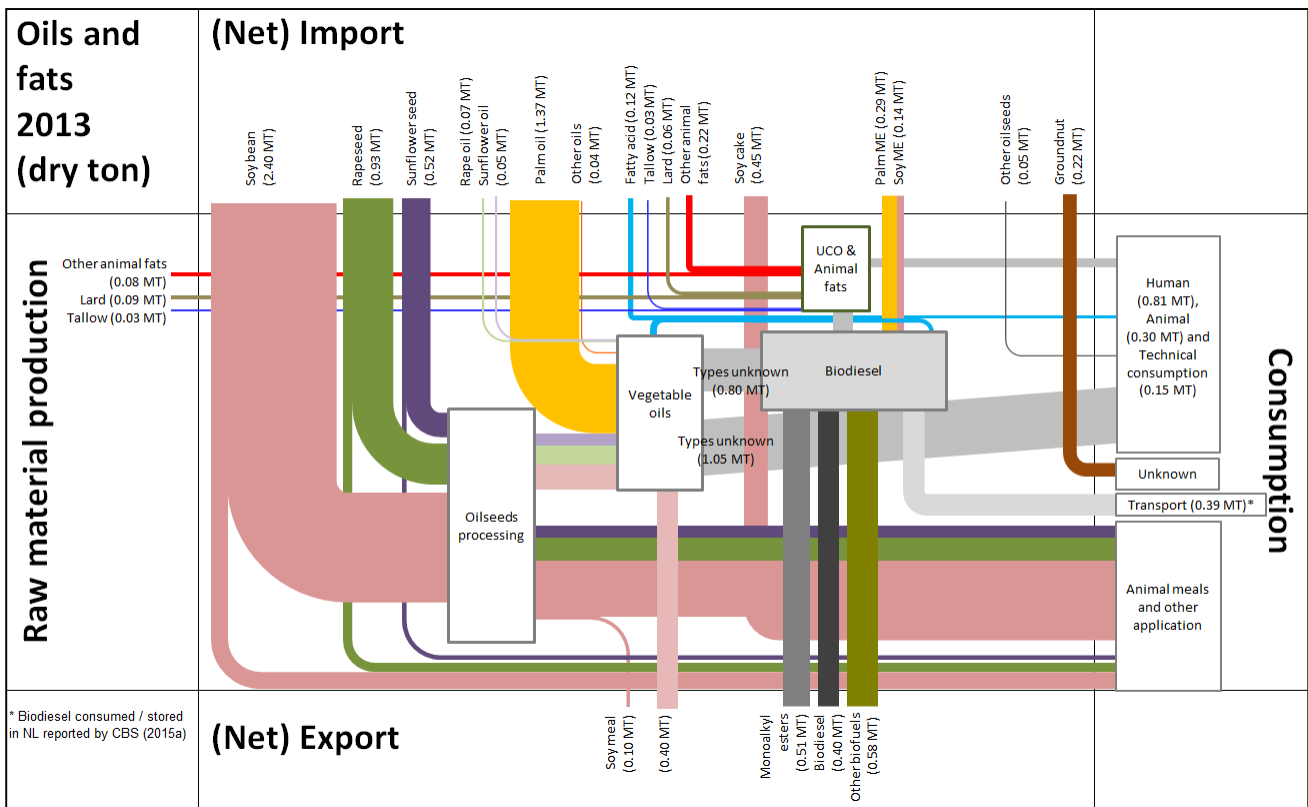 Oils and
fats
2013
(dry ton)
(Net) Import
Soy bean
(2.40 MT)
Rapeseed
(0.93 MT)
Sunflower seed
(0.52 MT)
Rape oil (0.07 MT)
Sunflower oil
(0.05 MT)
Palm oil (1.37 MT)
Other oils
(0.04 MT)
Fatty acid (0.12 MT)
Tallow (0.03 MT)
Lard (0.06 MT)
Other animal
fats (0.22 MT)
Soy cake
(0.45 MT)
Palm ME (0.29 MT)
Soy ME (0.14 MT)
Other oil seeds
(0.05 MT)
Groundnut
(0.22 MT)
Raw material production
Other animal fats
(0.08 MT)
Lard (0.09 MT)
Tallow (0.03 MT)
UCO &
Animal
fats
Human
(0.81 MT),
Animal
(0.30 MT) and
Technical
consumption
(0.15 MT)
Consumption
Biodiesel
Types unknown
(0.80 MT)
Vegetable
oils
Types unknown
(1.05 MT)
Unknown
Transport (0.39 MT)*
Oilseeds
processing
Animal meals
and other
application
* Biodiesel consumed / stored
in NL reported by CBS (2015a)
(Net) Export
Soy meal
(0.10 MT)
(0.40 MT)
Monoalkyl
esters
(0.51 MT)
Biodiesel
(0.40 MT)
Other biofuels
(0.58 MT)